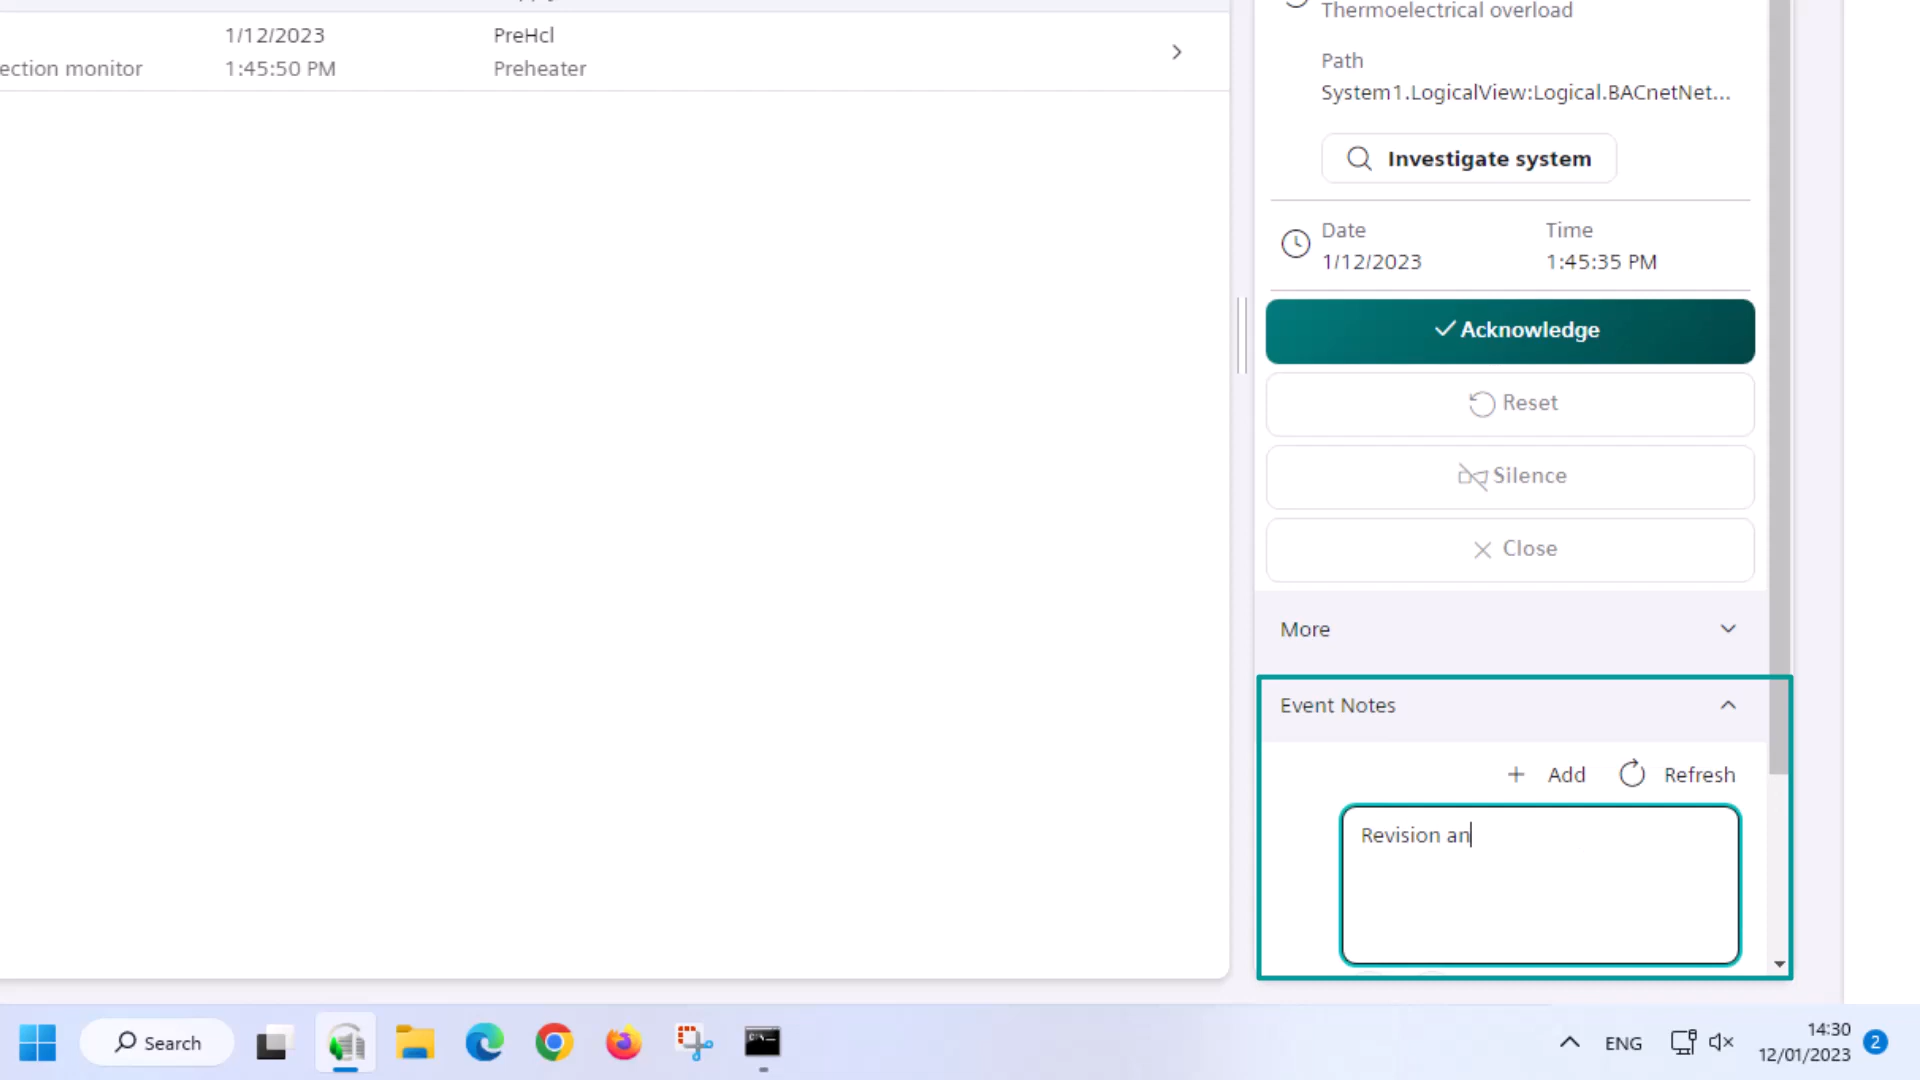 1/12/2023
PreHcl
ection monitor
1:45:50 PM
Preheater
Thermoelectrical overload
Path
System1.LogicalView:Logical.BACnetNet...
Investigate system
Date
Time
1/12/2023
1:45:35 PM
Acknowledge
Reset
Silence
Close
More
Event Notes
Add
Refresh
Revision an
Search
ENG
14:30
12/01/2023
2